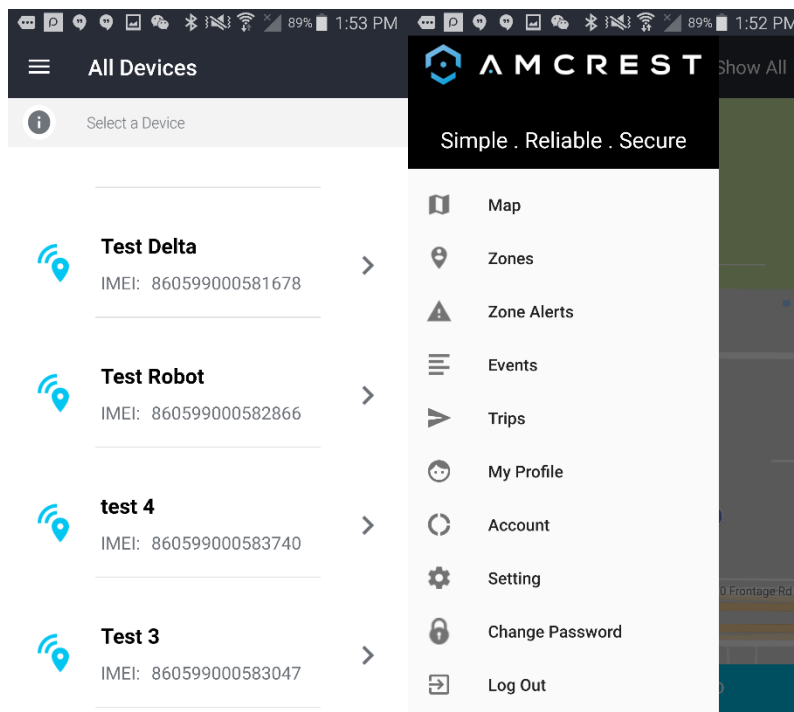 89% 1:53 PM
All Devices
Select a Device
Test Delta
IMEI: 860599000581678
Test Robot
IMEI: 860599000582866
test 4
IMEI: 860599000583740
Test 3
IMEI: 860599000583047
89% 1:52 PM
AMCREST
Show All
Simple . Reliable . Secure
Map
Zones
Zone Alerts
Events
Trips
My Profile
Account
Setting
0 Frontage Rd
Change Password
Log Out